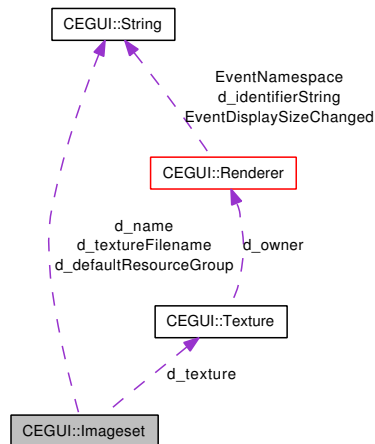 CEGUI::String
EventNamespace
d_identifierString
EventDisplaySizeChanged
CEGUI::Renderer
d_name
d_textureFilename
d_defaultResourceGroup
d_owner
CEGUI::Texture
d_texture
CEGUI::Imageset